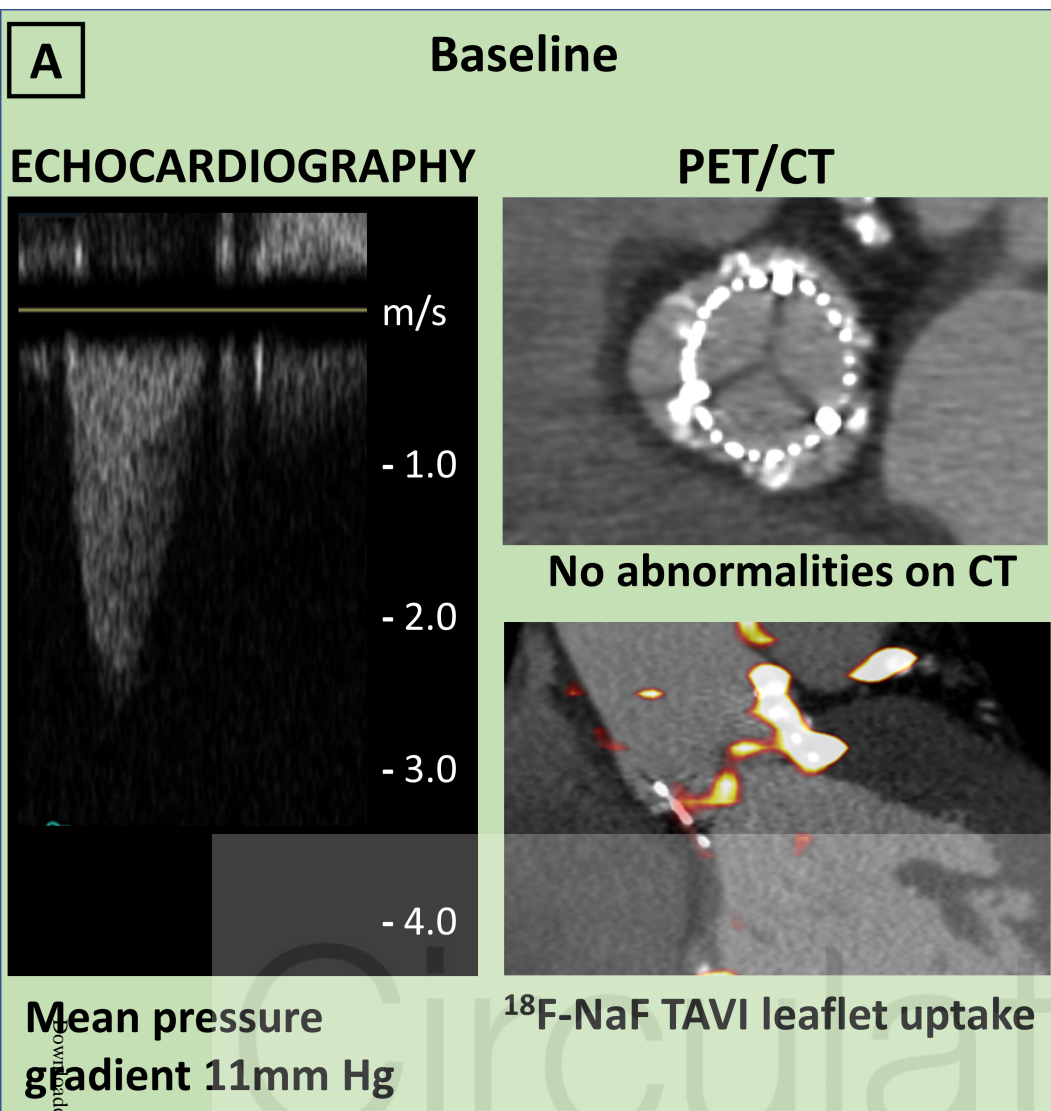 A
Baseline
ECHOCARDIOGRAPHY
PET/CT
m/s
- 1.0
- 2.0
- 3.0
- 4.0
Mean pressure
gradient 11mm Hg
No abnormalities on CT
¹⁸F-NaF TAVI leaflet uptake
Circulat